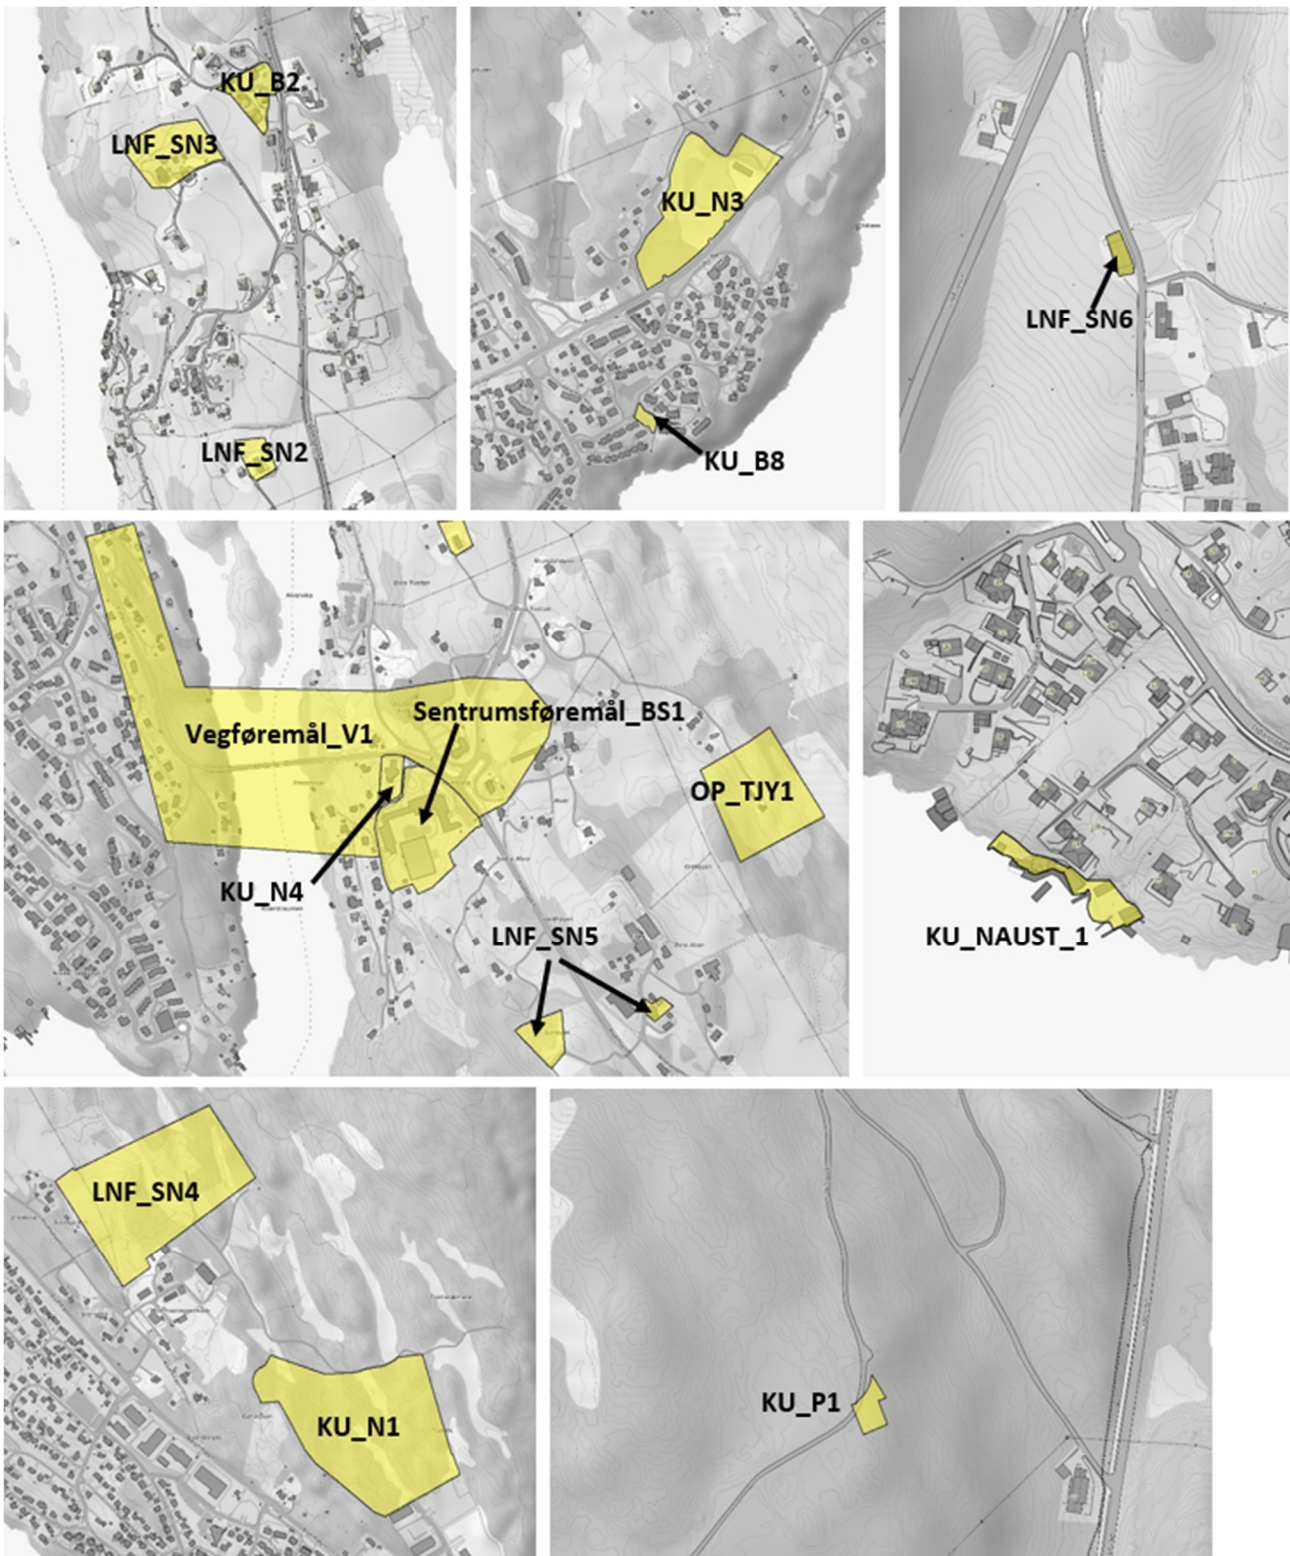 KU_B2
LNF_SN3
LNF_SN2
KU_N3
KU_B8
LNF_SN6
Vegføremål_V1
Sentrumsføremål_BS1
OP_TJY1
KU_N4
LNF_SN5
KU_NAUST_1
LNF_SN4
KU_N1
KU_P1